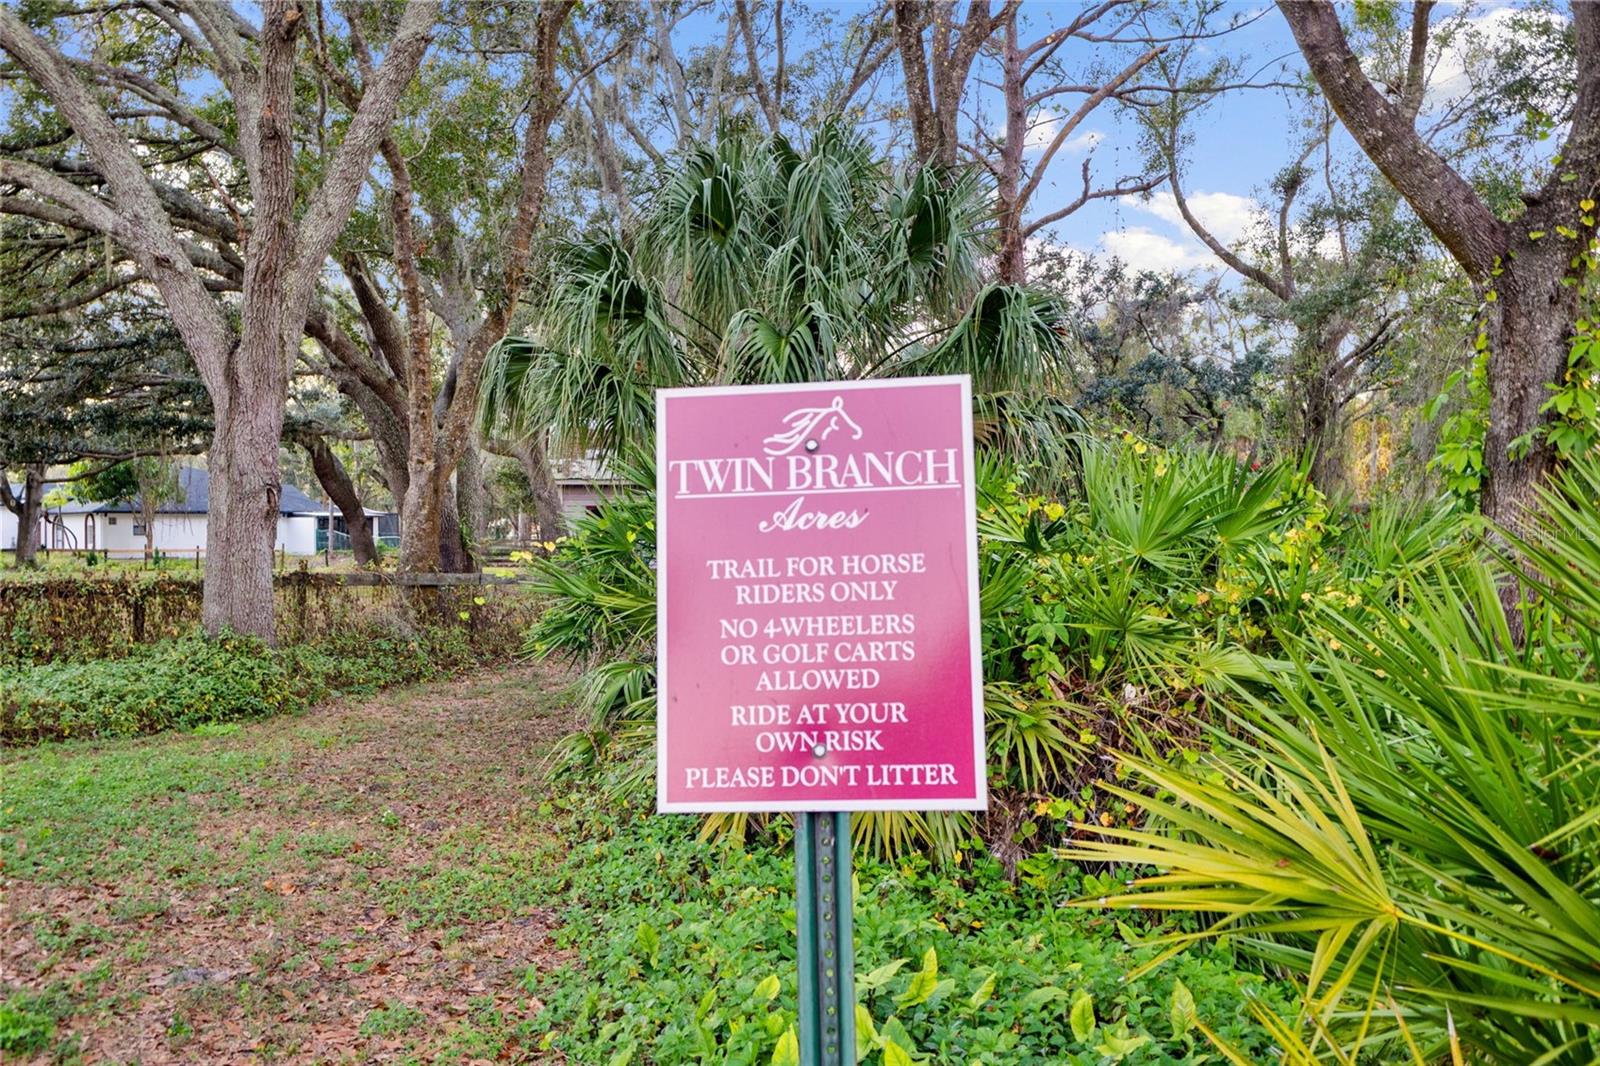 TWIN BRANCH
Acres
TRAIL FOR HORSE
RIDERS ONLY
NO 4-WHEELERS
OR GOLF CARTS
ALLOWED
RIDE AT YOUR
OWN RISK
PLEASE DON'T LITTER
StellarMLS